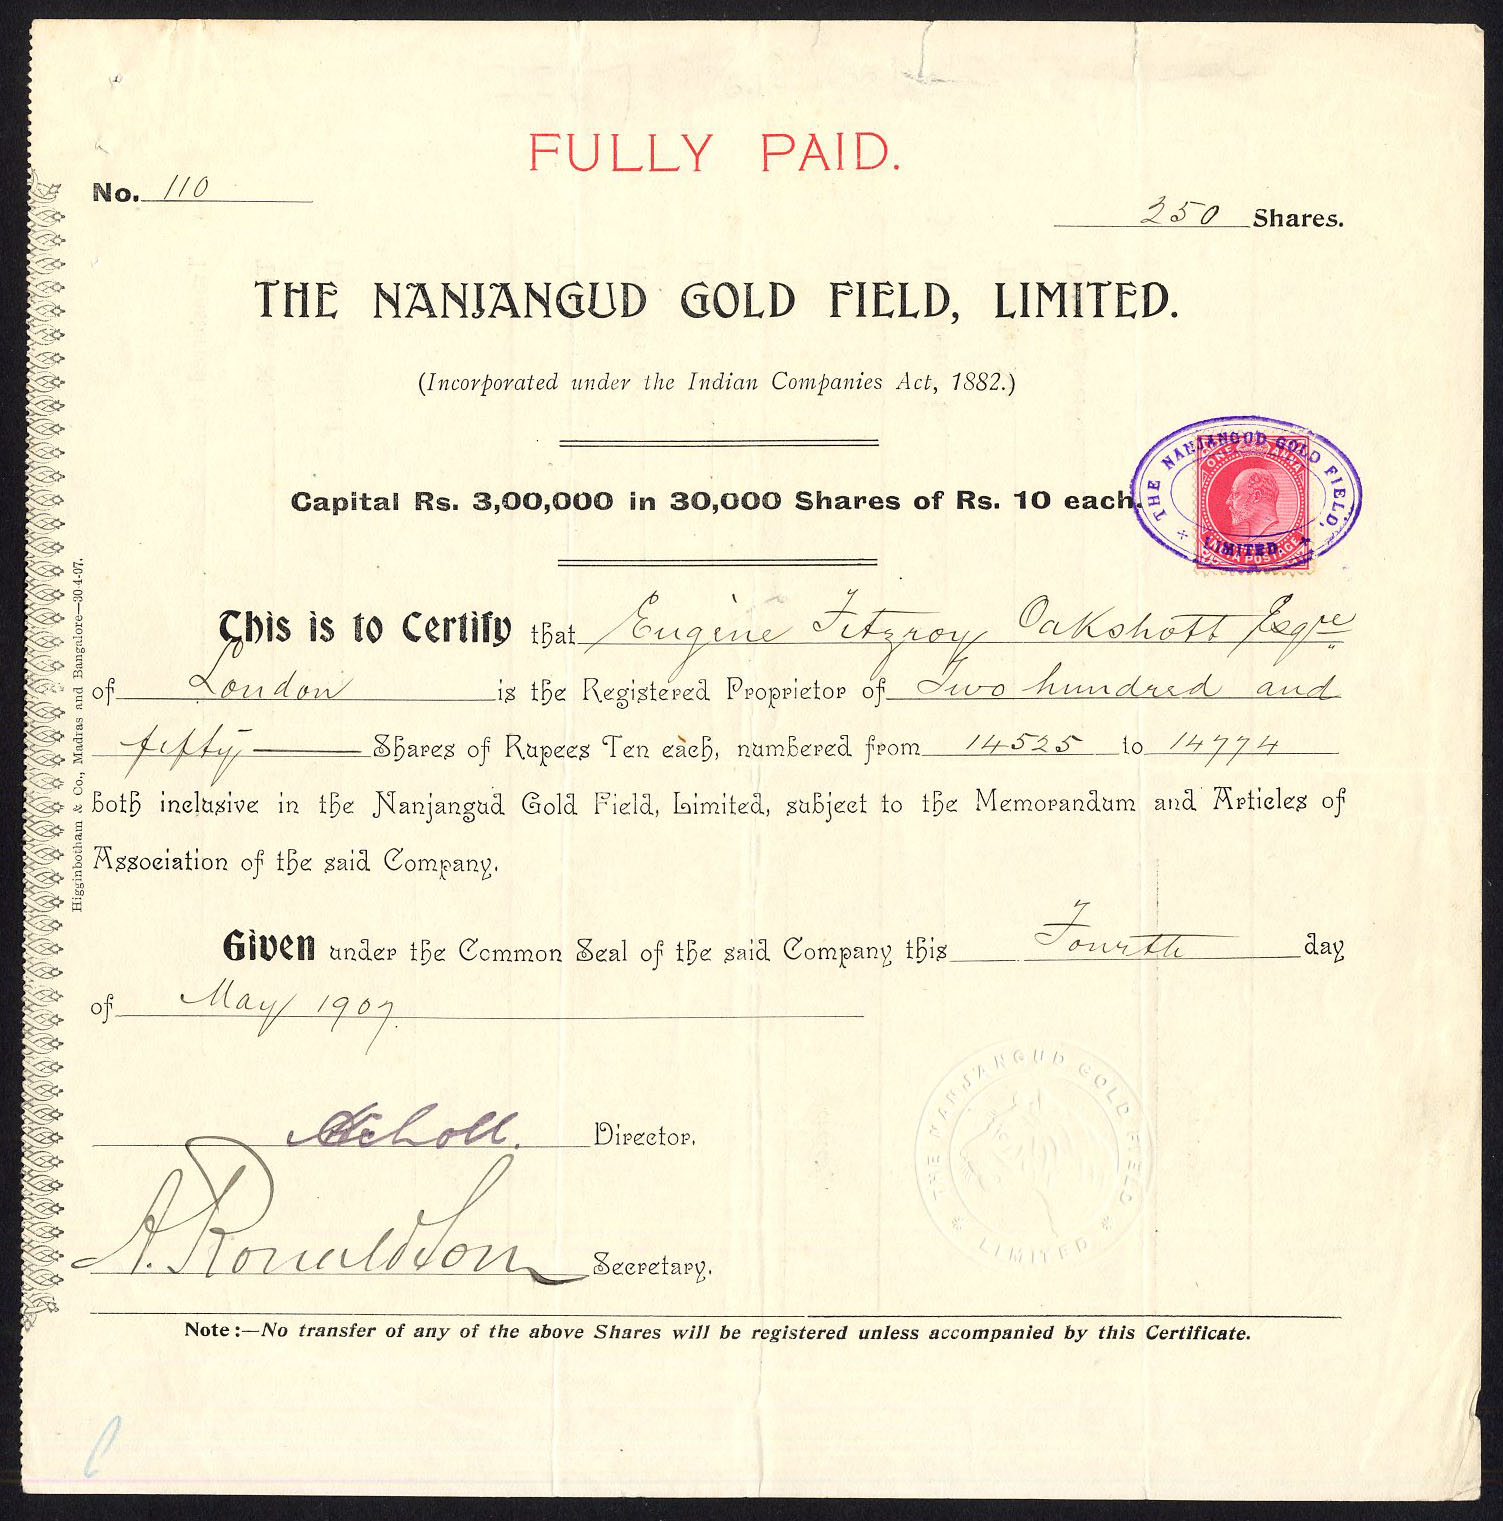 FULLY PAID.
No. 110
250 Shares.
THE NANJANGUD GOLD FIELD, LIMITED.
(Incorporated under the Indian Companies Act, 1882.)
Capital Rs. 3,00,000 in 30,000 Shares of Rs. 10 each.
THE NANJANGUD GOLD FIELD, LIMITED
ONE ANNA
INDIA POSTAGE
This is to Certify that Eugène Fitzroy Oakshott Esqre
of London is the Registered Proprietor of Two hundred and
fifty Shares of Rupees Ten each, numbered from 14525 to 14774
both inclusive in the Nanjangud Gold Field, Limited, subject to the Memorandum and Articles of
Association of the said Company.
Given under the Common Seal of the said Company this Fourth day
of May 1907.
Director.
THE NANJANGUD GOLD FIELD LIMITED
A. Ronaldson Secretary.
Note :—No transfer of any of the above Shares will be registered unless accompanied by this Certificate.
Higginbotham & Co., Madras and Bangalore—30-4-07.